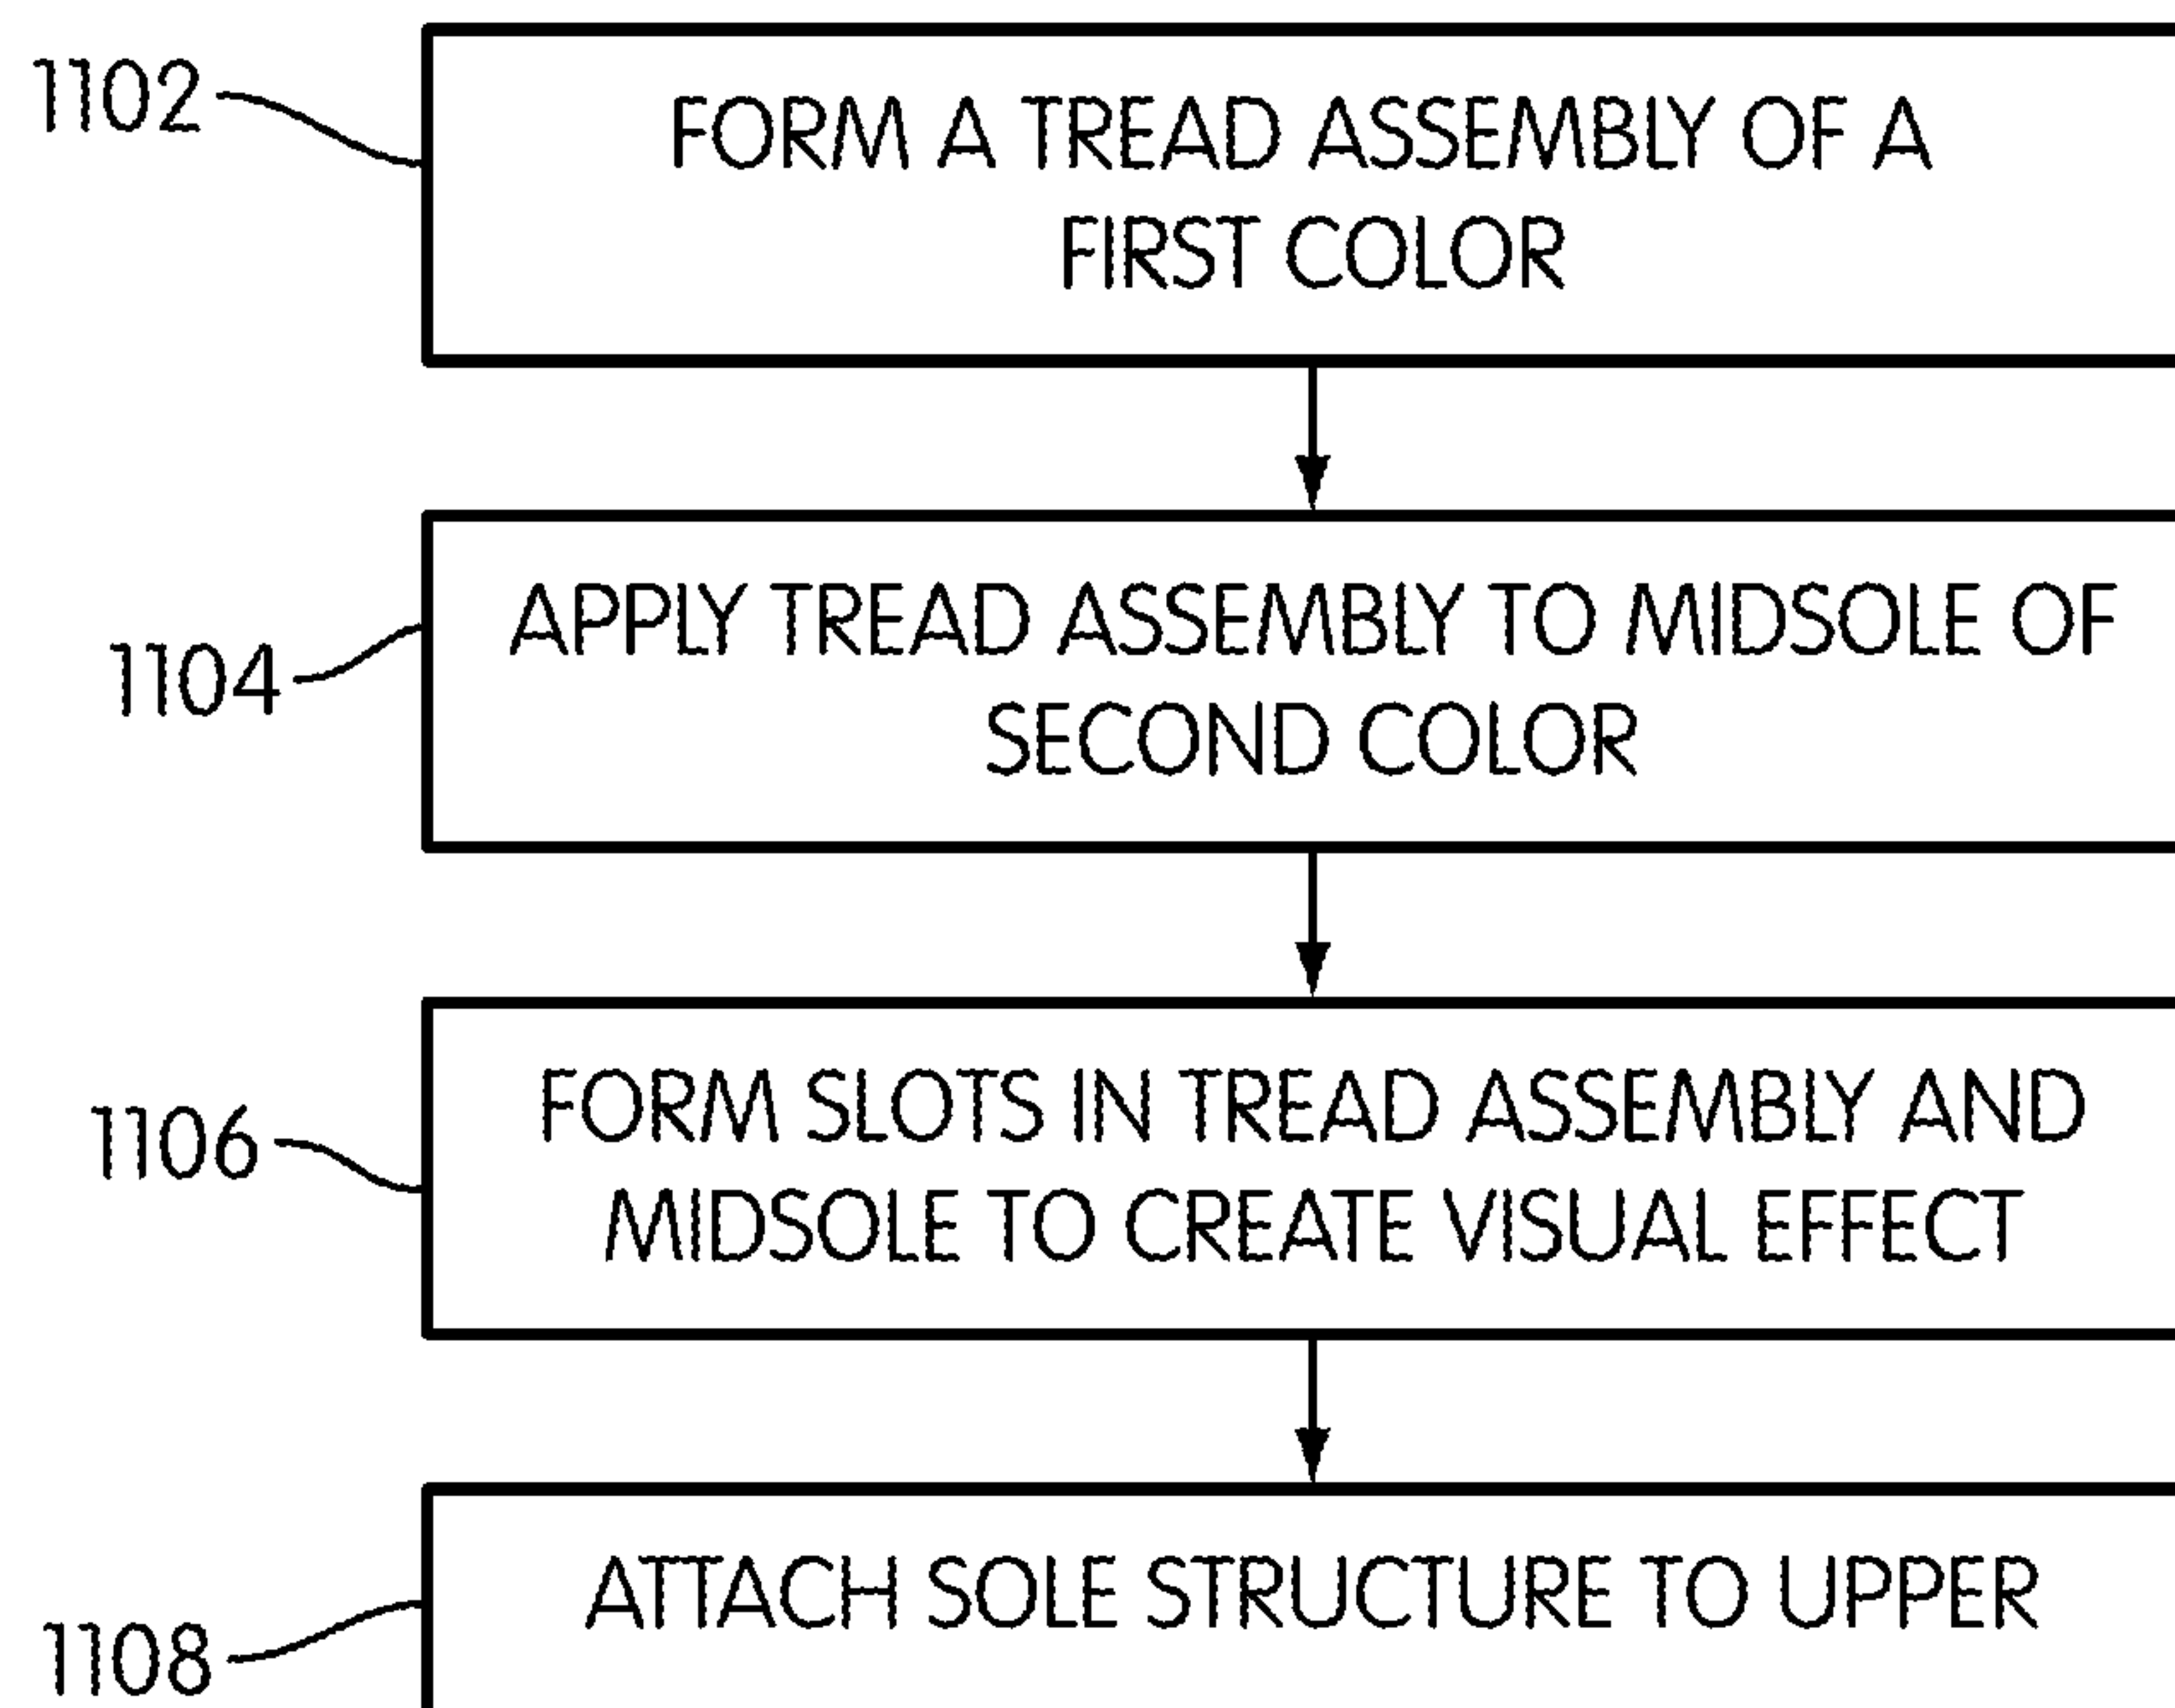 1102
FORM A TREAD ASSEMBLY OF A
FIRST COLOR
APPLY TREAD ASSEMBLY TO MIDSOLE OF
SECOND COLOR
1104
FORM SLOTS IN TREAD ASSEMBLY AND
MIDSOLE TO CREATE VISUAL EFFECT
1106
ATTACH SOLE STRUCTURE TO UPPER
1108